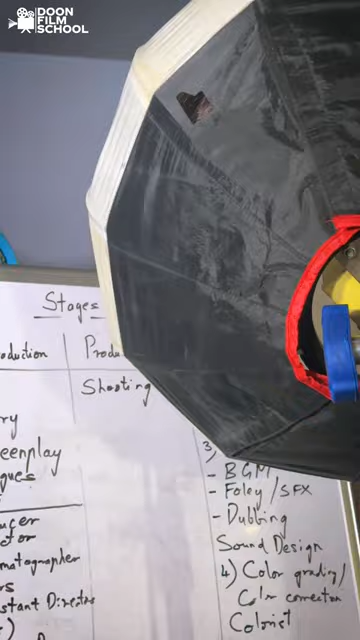 DOON
FILM
SCHOOL
Stages
oduction
Produ
Shooting
ry
eenplay
gues
ucer
ctor
matographer
rs
stant Directors
3)
- BGM
- Foley / SFX
- Dubbing
Sound Design
4) Color grading/
Color correction
Colorist